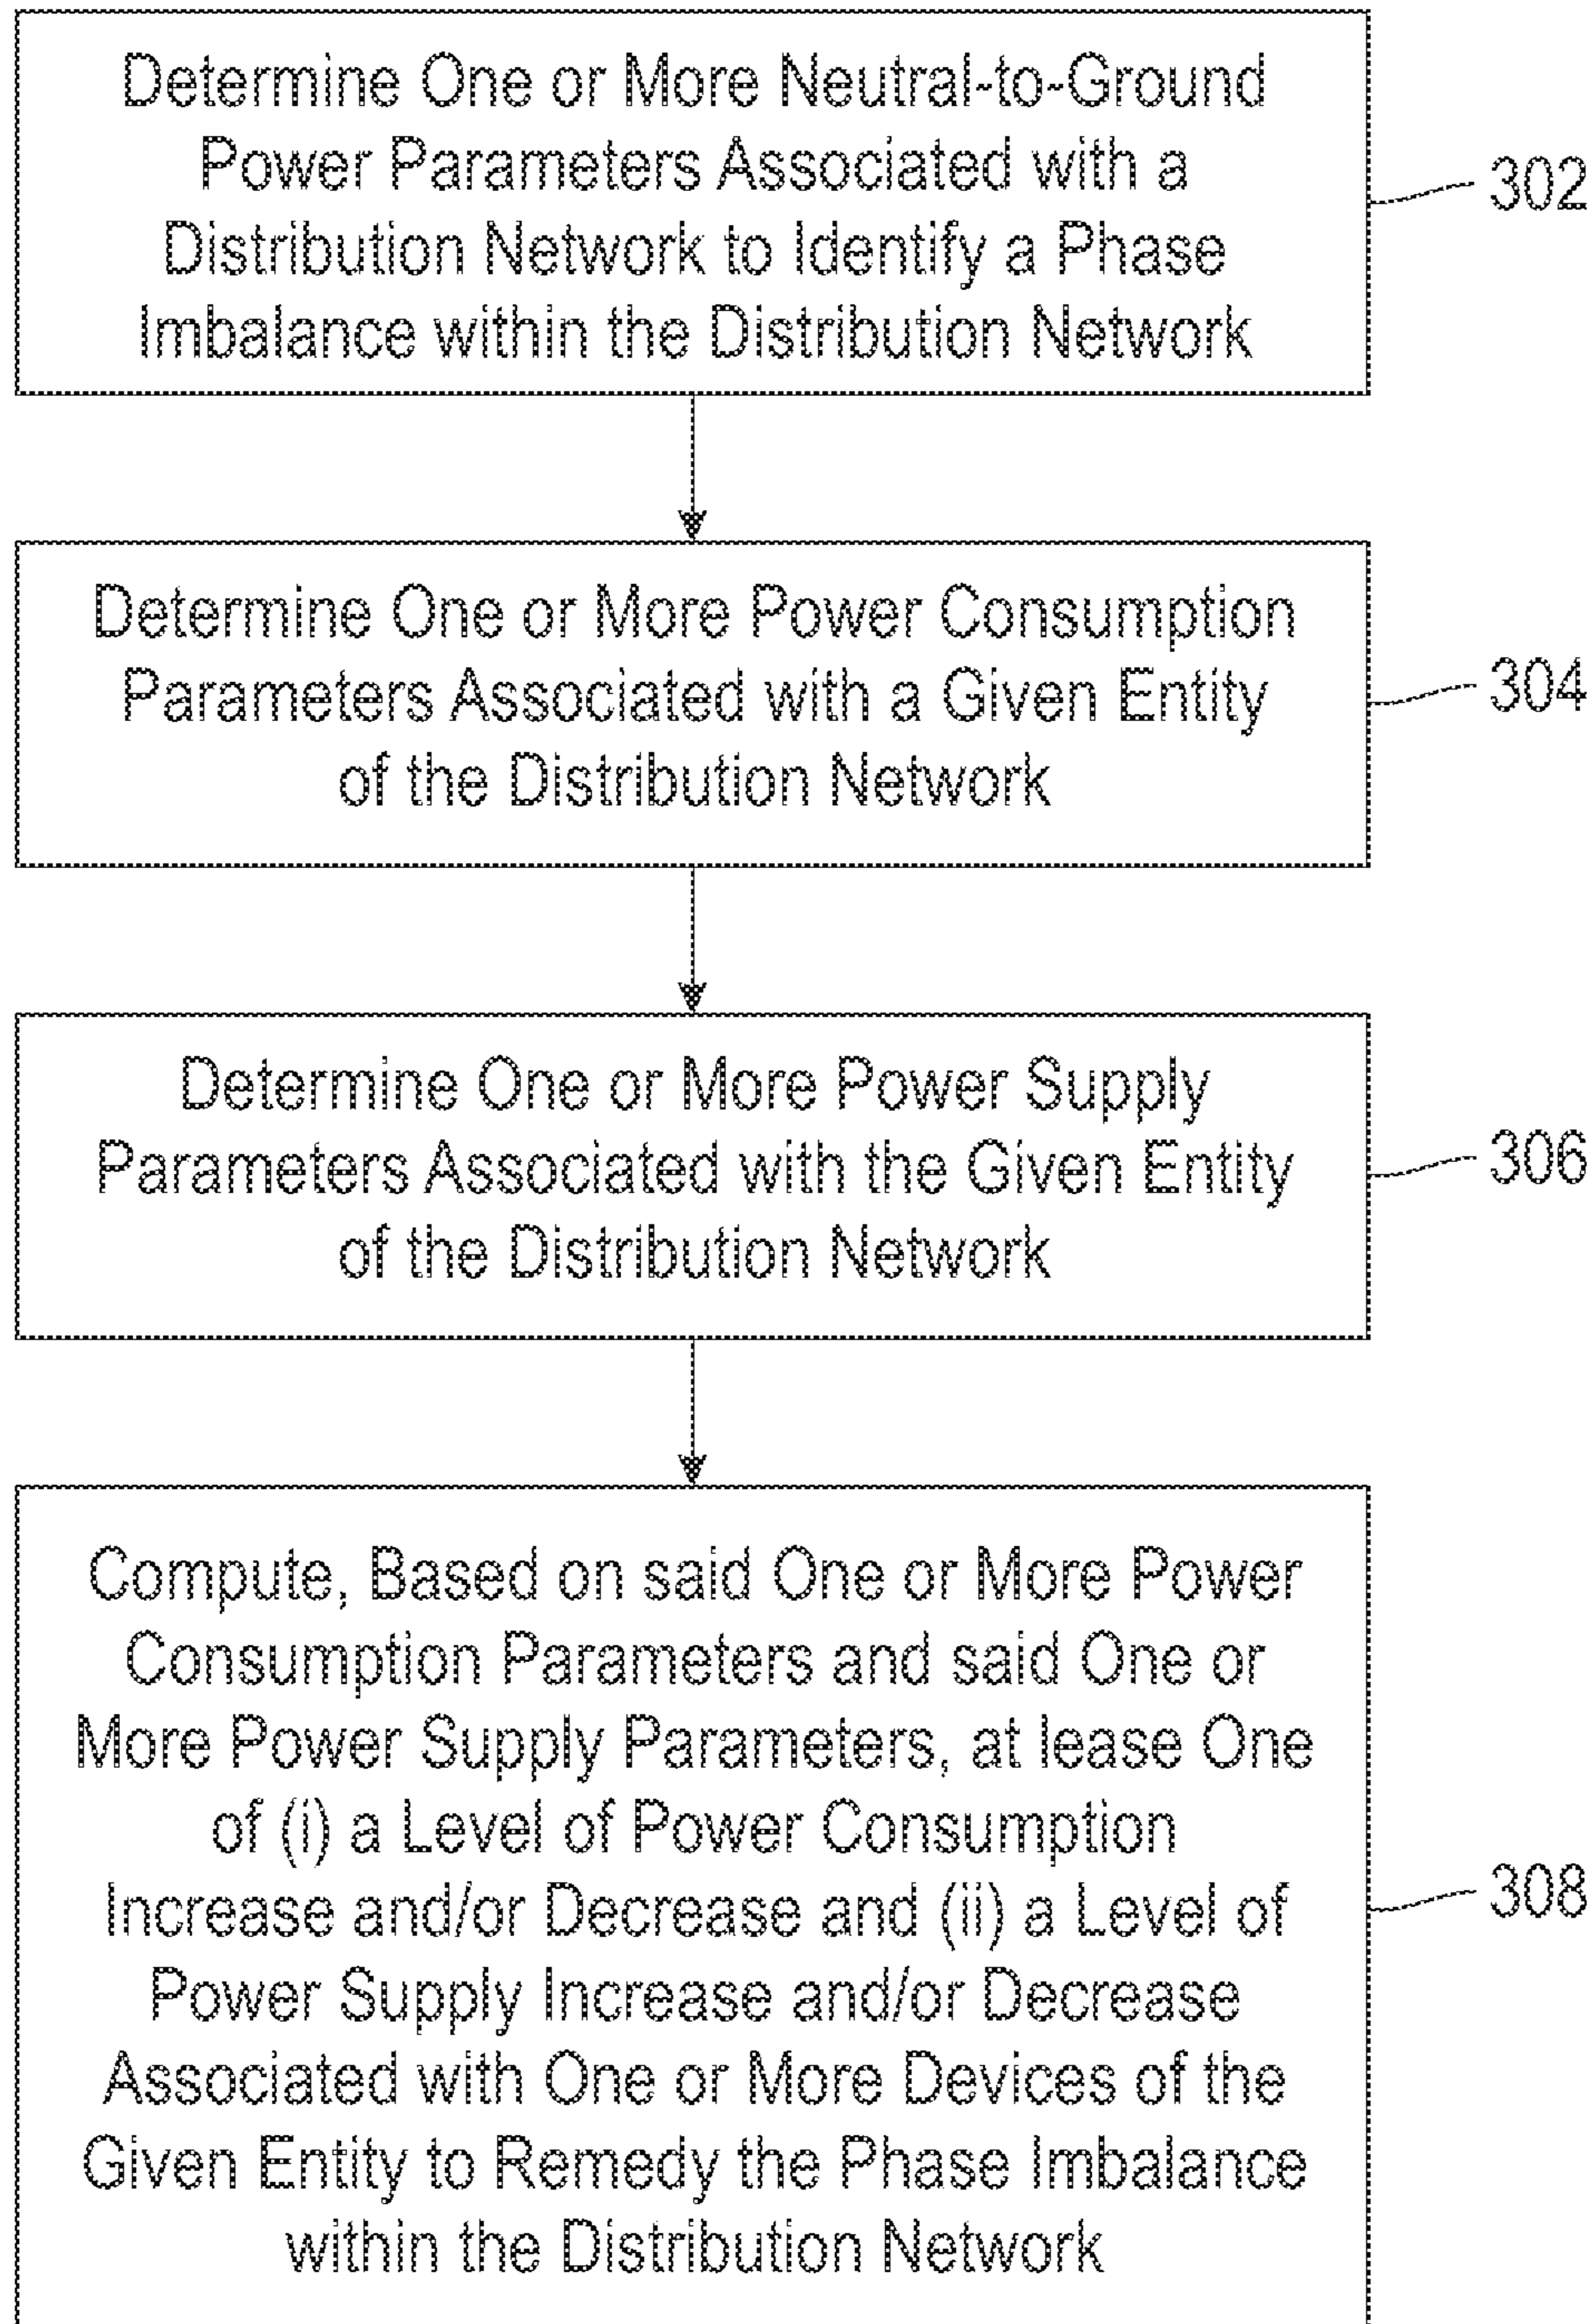 Determine One or More Neutral-to-Ground
Power Parameters Associated with a
Distribution Network to Identify a Phase
Imbalance within the Distribution Network
302
Determine One or More Power Consumption
Parameters Associated with a Given Entity
of the Distribution Network
304
Determine One or More Power Supply
Parameters Associated with the Given Entity
of the Distribution Network
306
Compute, Based on said One or More Power
Consumption Parameters and said One or
More Power Supply Parameters, at lease One
of (i) a Level of Power Consumption
Increase and/or Decrease and (ii) a Level of
Power Supply Increase and/or Decrease
Associated with One or More Devices of the
Given Entity to Remedy the Phase Imbalance
within the Distribution Network
308